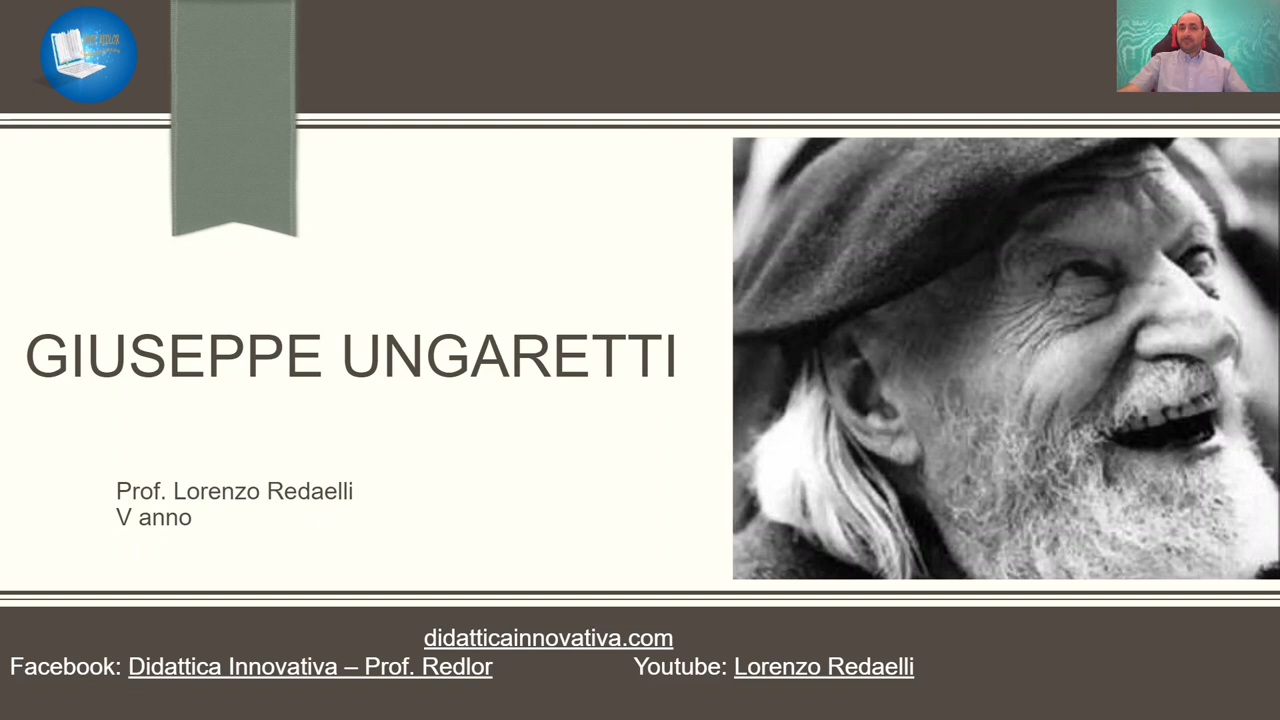 GIUSEPPE UNGARETTI
Prof. Lorenzo Redaelli
V anno
didatticainnovativa.com
Facebook: Didattica Innovativa – Prof. Redlor
Youtube: Lorenzo Redaelli